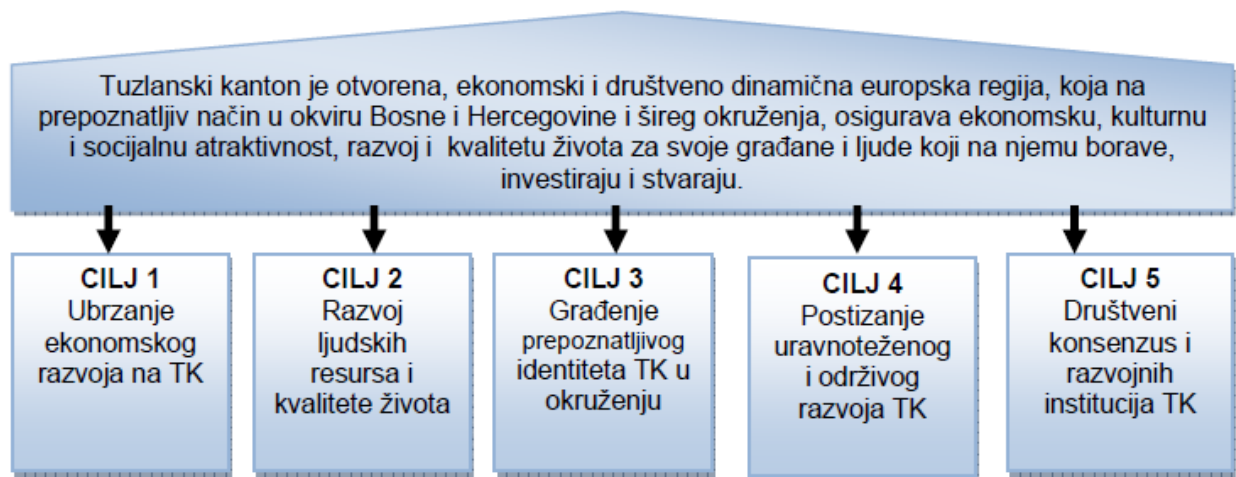 Tuzlanski kanton je otvorena, ekonomski i društveno dinamična europska regija, koja na
prepoznatljiv način u okviru Bosne i Hercegovine i šireg okruženja, osigurava ekonomsku, kulturnu
i socijalnu atraktivnost, razvoj i kvalitetu života za svoje građane i ljude koji na njemu borave,
investiraju i stvaraju.
CILJ 1
Ubrzanje
ekonomskog
razvoja na TK
CILJ 2
Razvoj
ljudskih
resursa i
kvalitete života
CILJ 3
Građenje
prepoznatljivog
identiteta TK u
okruženju
CILJ 4
Postizanje
uravnoteženog
i održivog
razvoja TK
CILJ 5
Društveni
konsenzus i
razvojnih
institucija TK